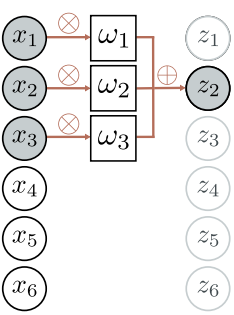 x₁ ⊗ ω₁ z₁
x₂ ⊗ ω₂ ⊕ z₂
x₃ ⊗ ω₃ z₃
x₄ z₄
x₅ z₅
x₆ z₆